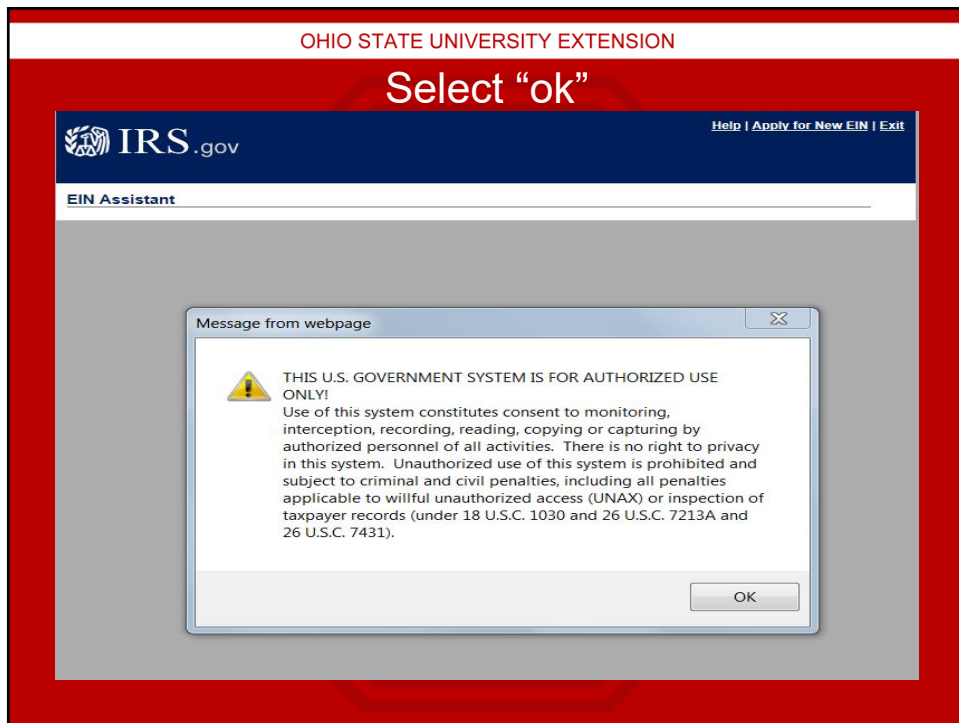 OHIO STATE UNIVERSITY EXTENSION
Select “ok”
IRS.gov
Help | Apply for New EIN | Exit
EIN Assistant
Message from webpage
THIS U.S. GOVERNMENT SYSTEM IS FOR AUTHORIZED USE
ONLY!
Use of this system constitutes consent to monitoring,
interception, recording, reading, copying or capturing by
authorized personnel of all activities.  There is no right to privacy
in this system.  Unauthorized use of this system is prohibited and
subject to criminal and civil penalties, including all penalties
applicable to willful unauthorized access (UNAX) or inspection of
taxpayer records (under 18 U.S.C. 1030 and 26 U.S.C. 7213A and
26 U.S.C. 7431).
OK